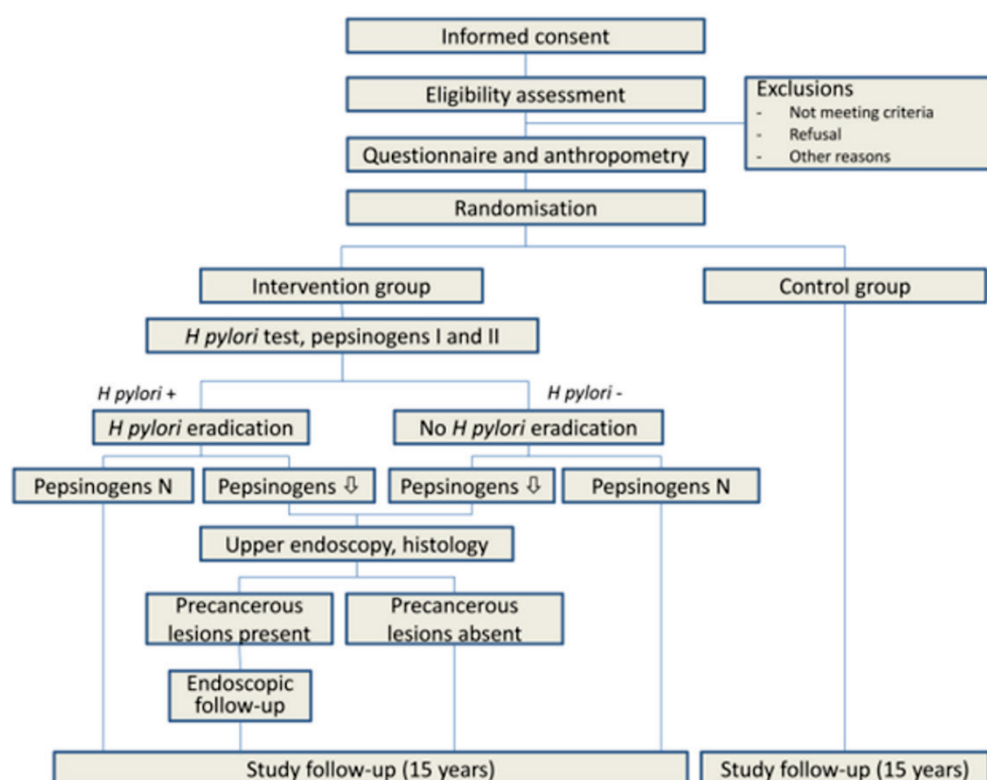 Informed consent
Eligibility assessment
Exclusions
- Not meeting criteria
- Refusal
- Other reasons
Questionnaire and anthropometry
Randomisation
Intervention group
Control group
H pylori test, pepsinogens I and II
H pylori +
H pylori -
H pylori eradication
No H pylori eradication
Pepsinogens N
Pepsinogens ⇩
Pepsinogens ⇩
Pepsinogens N
Upper endoscopy, histology
Precancerous
lesions present
Precancerous
lesions absent
Endoscopic
follow-up
Study follow-up (15 years)
Study follow-up (15 years)